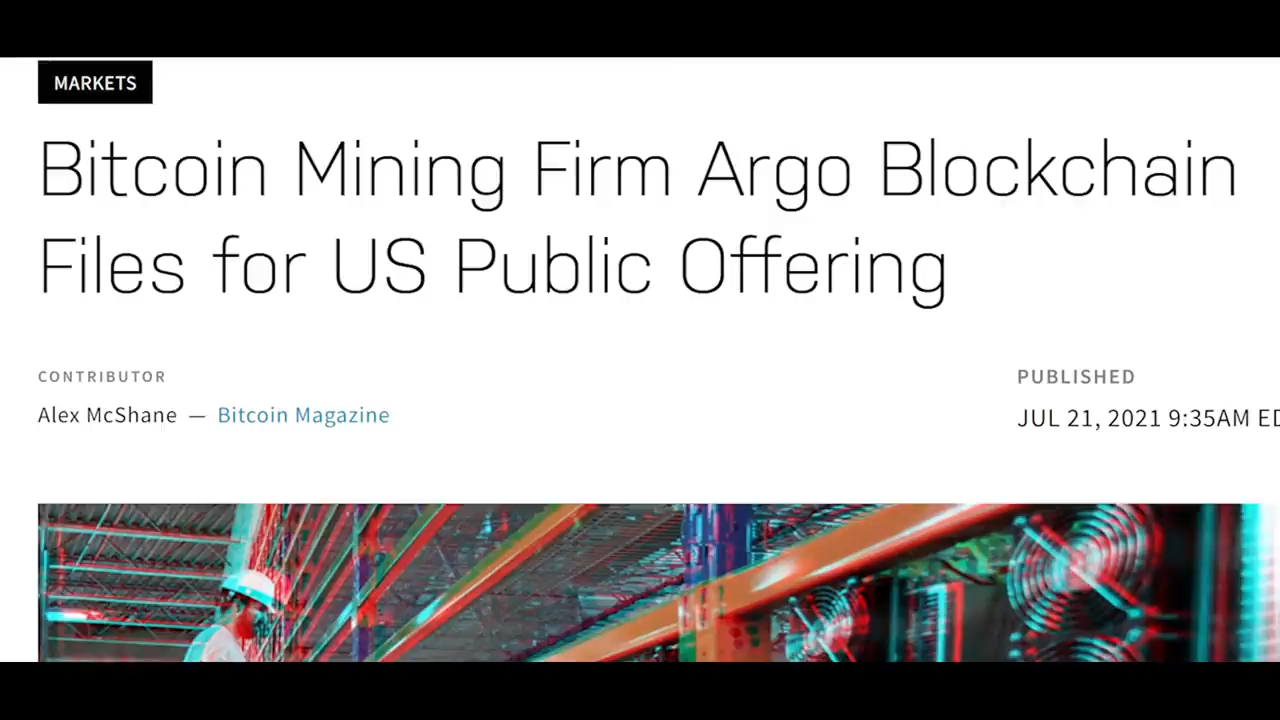 MARKETS
Bitcoin Mining Firm Argo Blockchain
Files for US Public Offering
CONTRIBUTOR
PUBLISHED
Alex McShane — Bitcoin Magazine
JUL 21, 2021 9:35AM ED